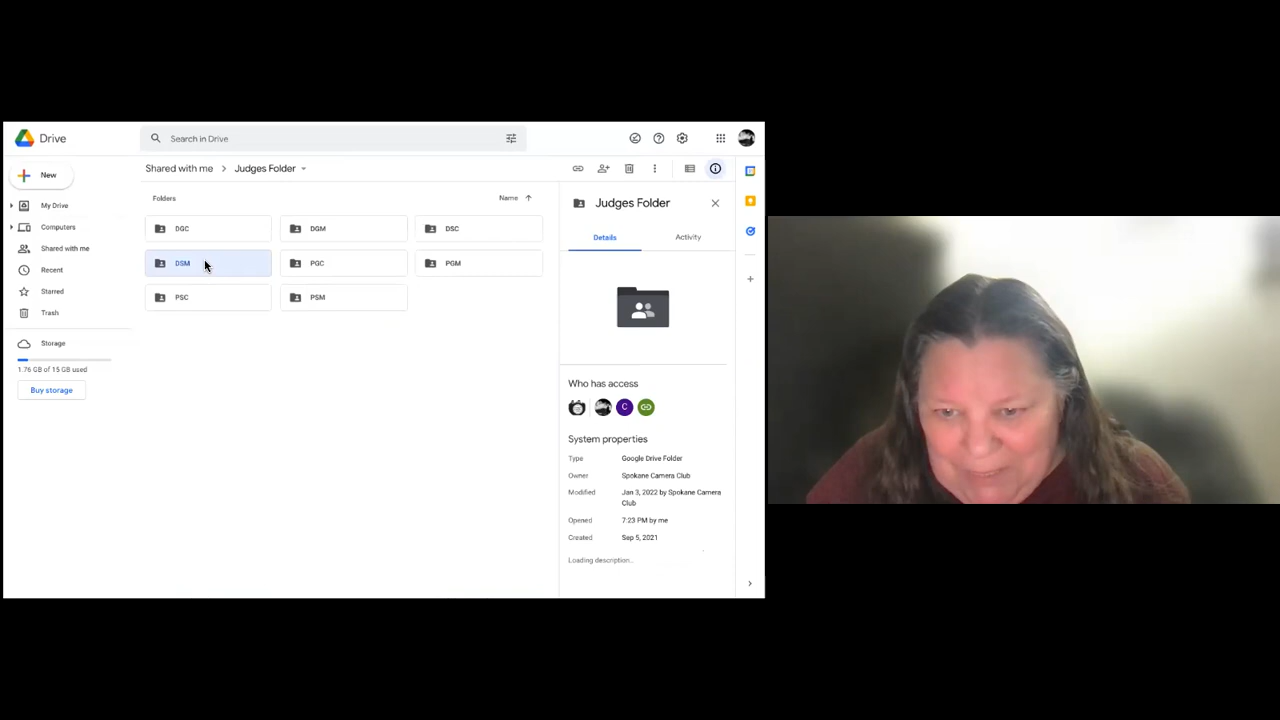 Drive
Search in Drive
New
My Drive
Computers
Shared with me
Recent
Starred
Trash
Storage
1.76 GB of 15 GB used
Buy storage
Shared with me > Judges Folder
Folders
Name
DGC
DGM
DSC
DSM
PGC
PGM
PSC
PSM
Judges Folder
Details
Activity
Who has access
C
System properties
Type Google Drive Folder
Owner Spokane Camera Club
Modified Jan 3, 2022 by Spokane Camera
Club
Opened 7:23 PM by me
Created Sep 5, 2021
Loading description...